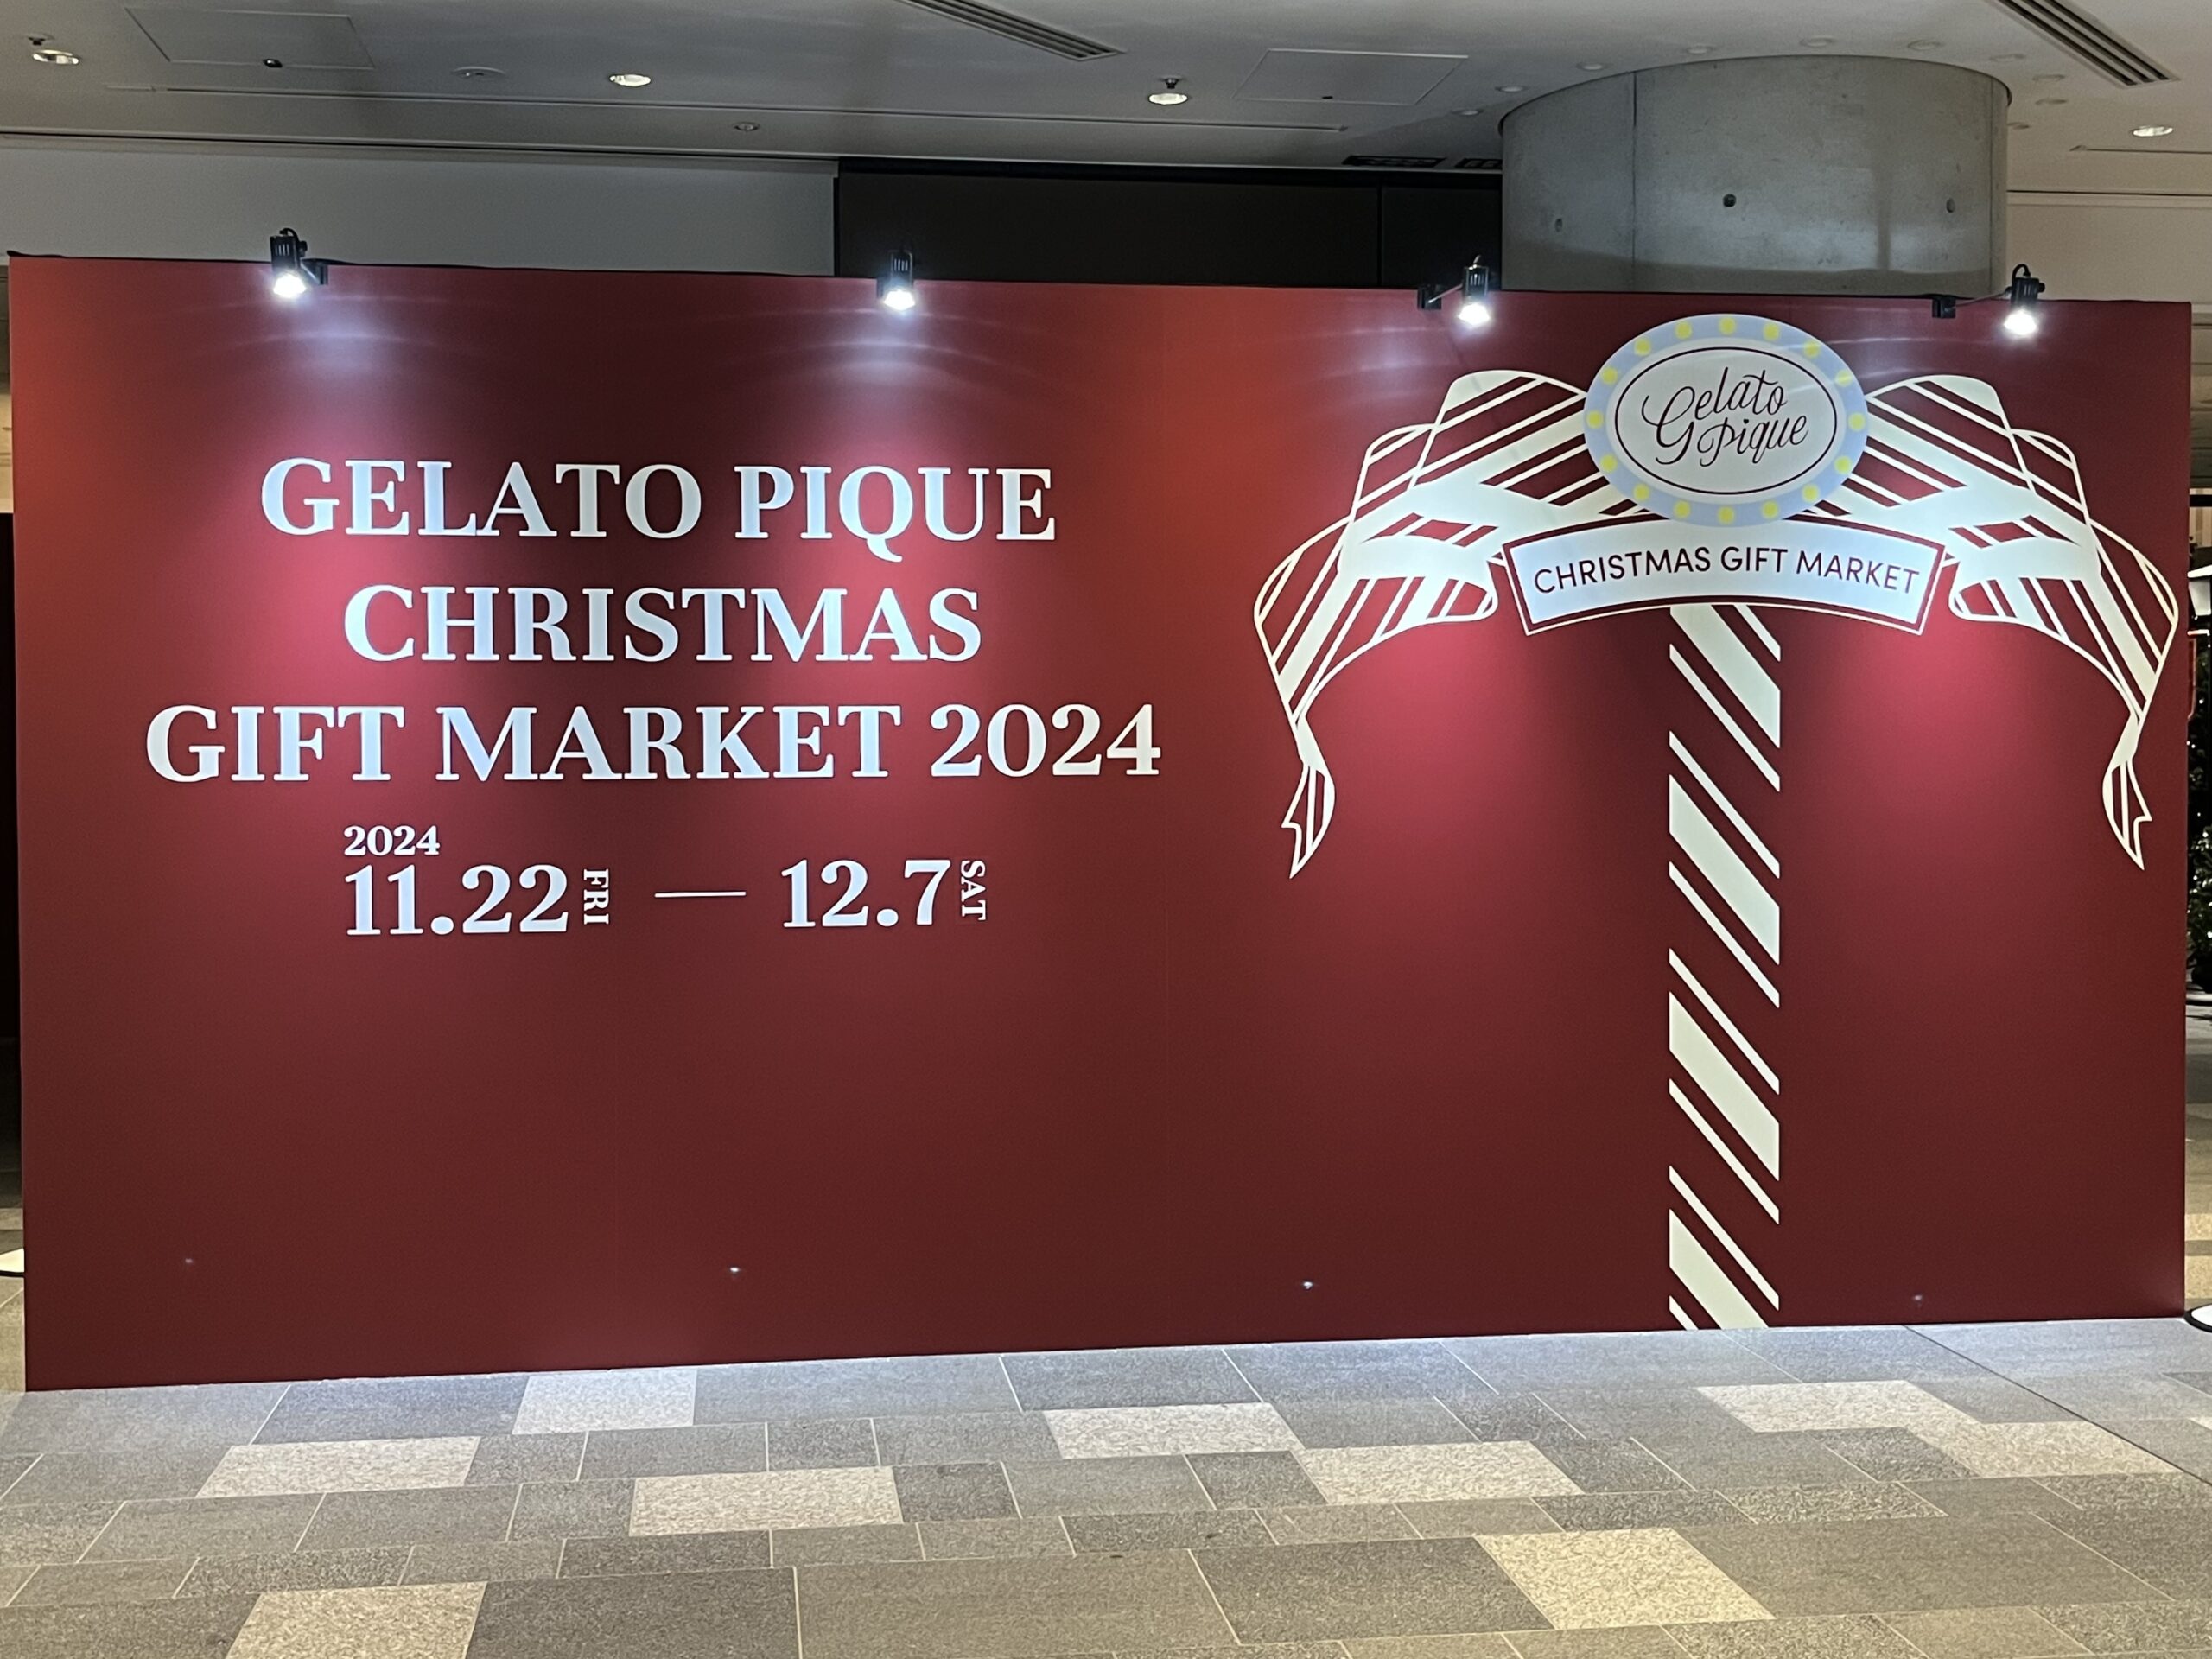 GELATO PIQUE
CHRISTMAS
GIFT MARKET 2024
2024
11.22 FRI — 12.7 SAT
Gelato
Pique
CHRISTMAS GIFT MARKET